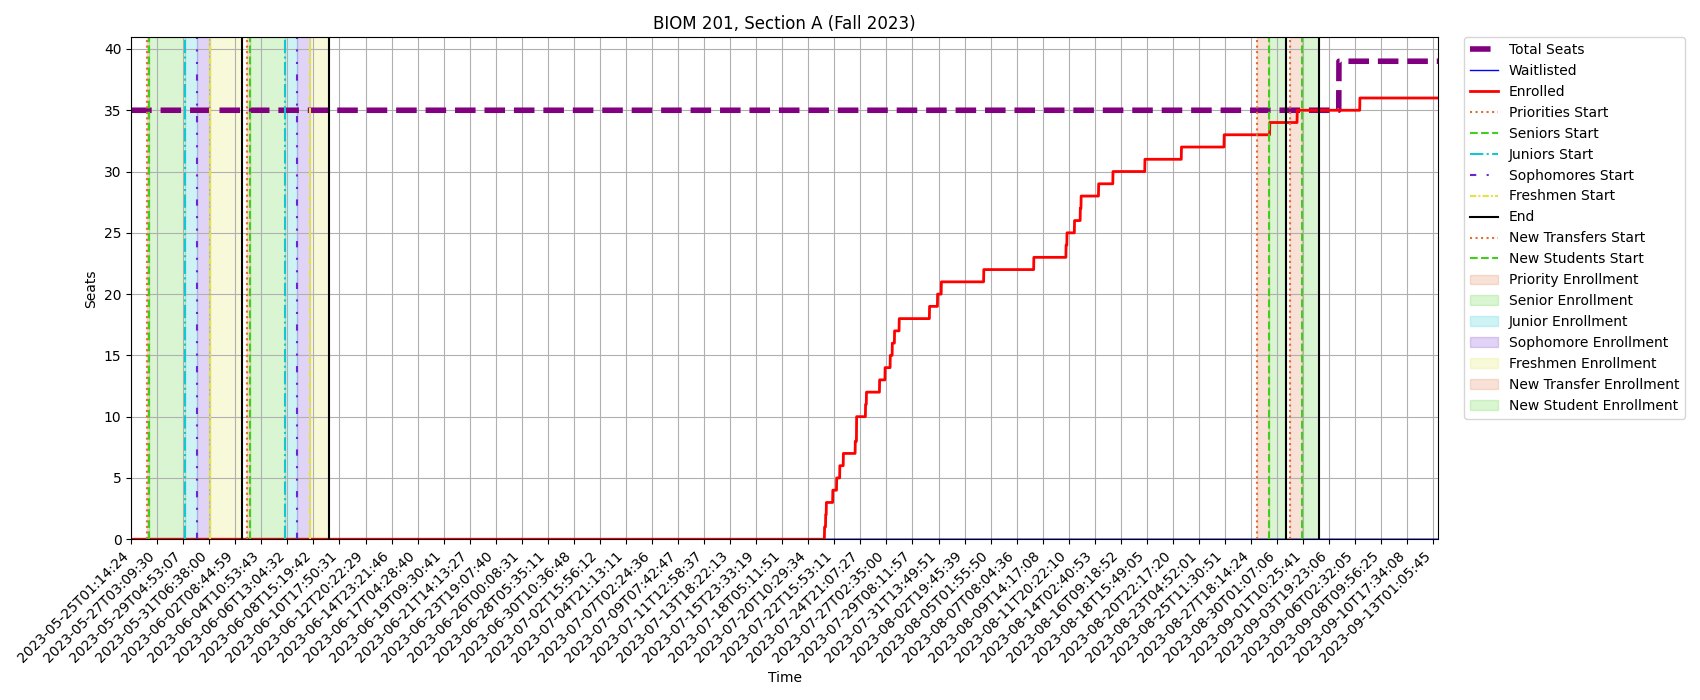 BIOM 201, Section A (Fall 2023)
Seats
40
35
30
25
20
15
10
5
0
2023-05-25T01:14:24
2023-05-27T03:09:30
2023-05-29T04:53:07
2023-05-31T06:38:00
2023-06-02T08:44:59
2023-06-04T10:53:43
2023-06-06T13:04:32
2023-06-08T15:19:42
2023-06-10T17:50:31
2023-06-12T20:22:29
2023-06-14T23:21:46
2023-06-17T04:28:40
2023-06-19T09:30:41
2023-06-21T14:13:27
2023-06-23T19:07:40
2023-06-26T00:08:31
2023-06-28T05:35:11
2023-06-30T10:36:48
2023-07-02T15:56:12
2023-07-04T21:13:11
2023-07-07T02:24:36
2023-07-09T07:42:47
2023-07-11T12:58:37
2023-07-13T18:22:13
2023-07-15T23:33:19
2023-07-18T05:11:51
2023-07-20T10:29:34
2023-07-22T15:53:11
2023-07-24T21:07:27
2023-07-27T02:35:00
2023-07-29T08:11:57
2023-07-31T13:49:51
2023-08-02T19:45:39
2023-08-05T01:55:50
2023-08-07T08:04:36
2023-08-09T14:17:08
2023-08-11T20:22:10
2023-08-14T02:40:53
2023-08-16T09:18:52
2023-08-18T15:49:05
2023-08-20T22:17:20
2023-08-23T04:52:01
2023-08-25T11:30:51
2023-08-27T18:14:24
2023-08-30T01:07:06
2023-09-01T10:25:41
2023-09-03T19:23:06
2023-09-06T02:32:05
2023-09-08T09:56:25
2023-09-10T17:34:08
2023-09-13T01:05:45
Time
Total Seats
Waitlisted
Enrolled
Priorities Start
Seniors Start
Juniors Start
Sophomores Start
Freshmen Start
End
New Transfers Start
New Students Start
Priority Enrollment
Senior Enrollment
Junior Enrollment
Sophomore Enrollment
Freshmen Enrollment
New Transfer Enrollment
New Student Enrollment